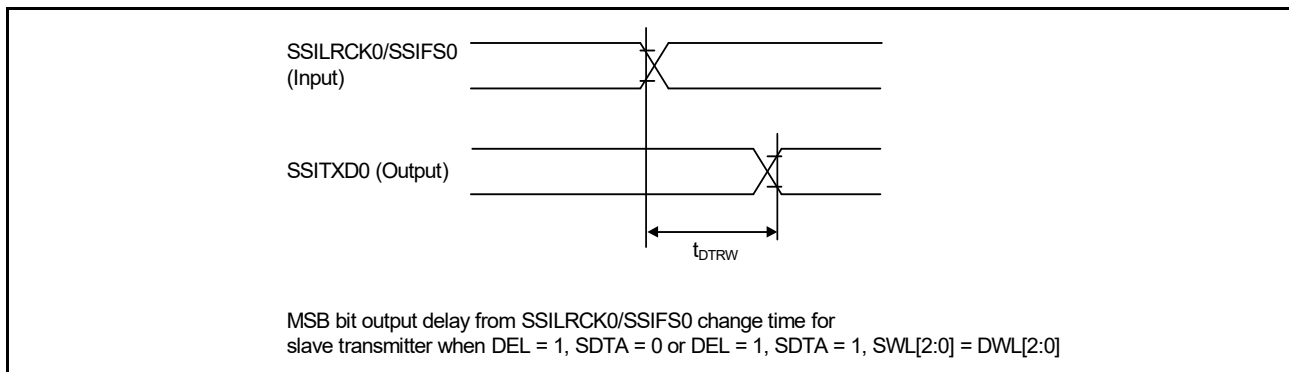 SSILRCK0/SSIFS0
(Input)
SSITXD0 (Output)
tDTRW
MSB bit output delay from SSILRCK0/SSIFS0 change time for
slave transmitter when DEL = 1, SDTA = 0 or DEL = 1, SDTA = 1, SWL[2:0] = DWL[2:0]